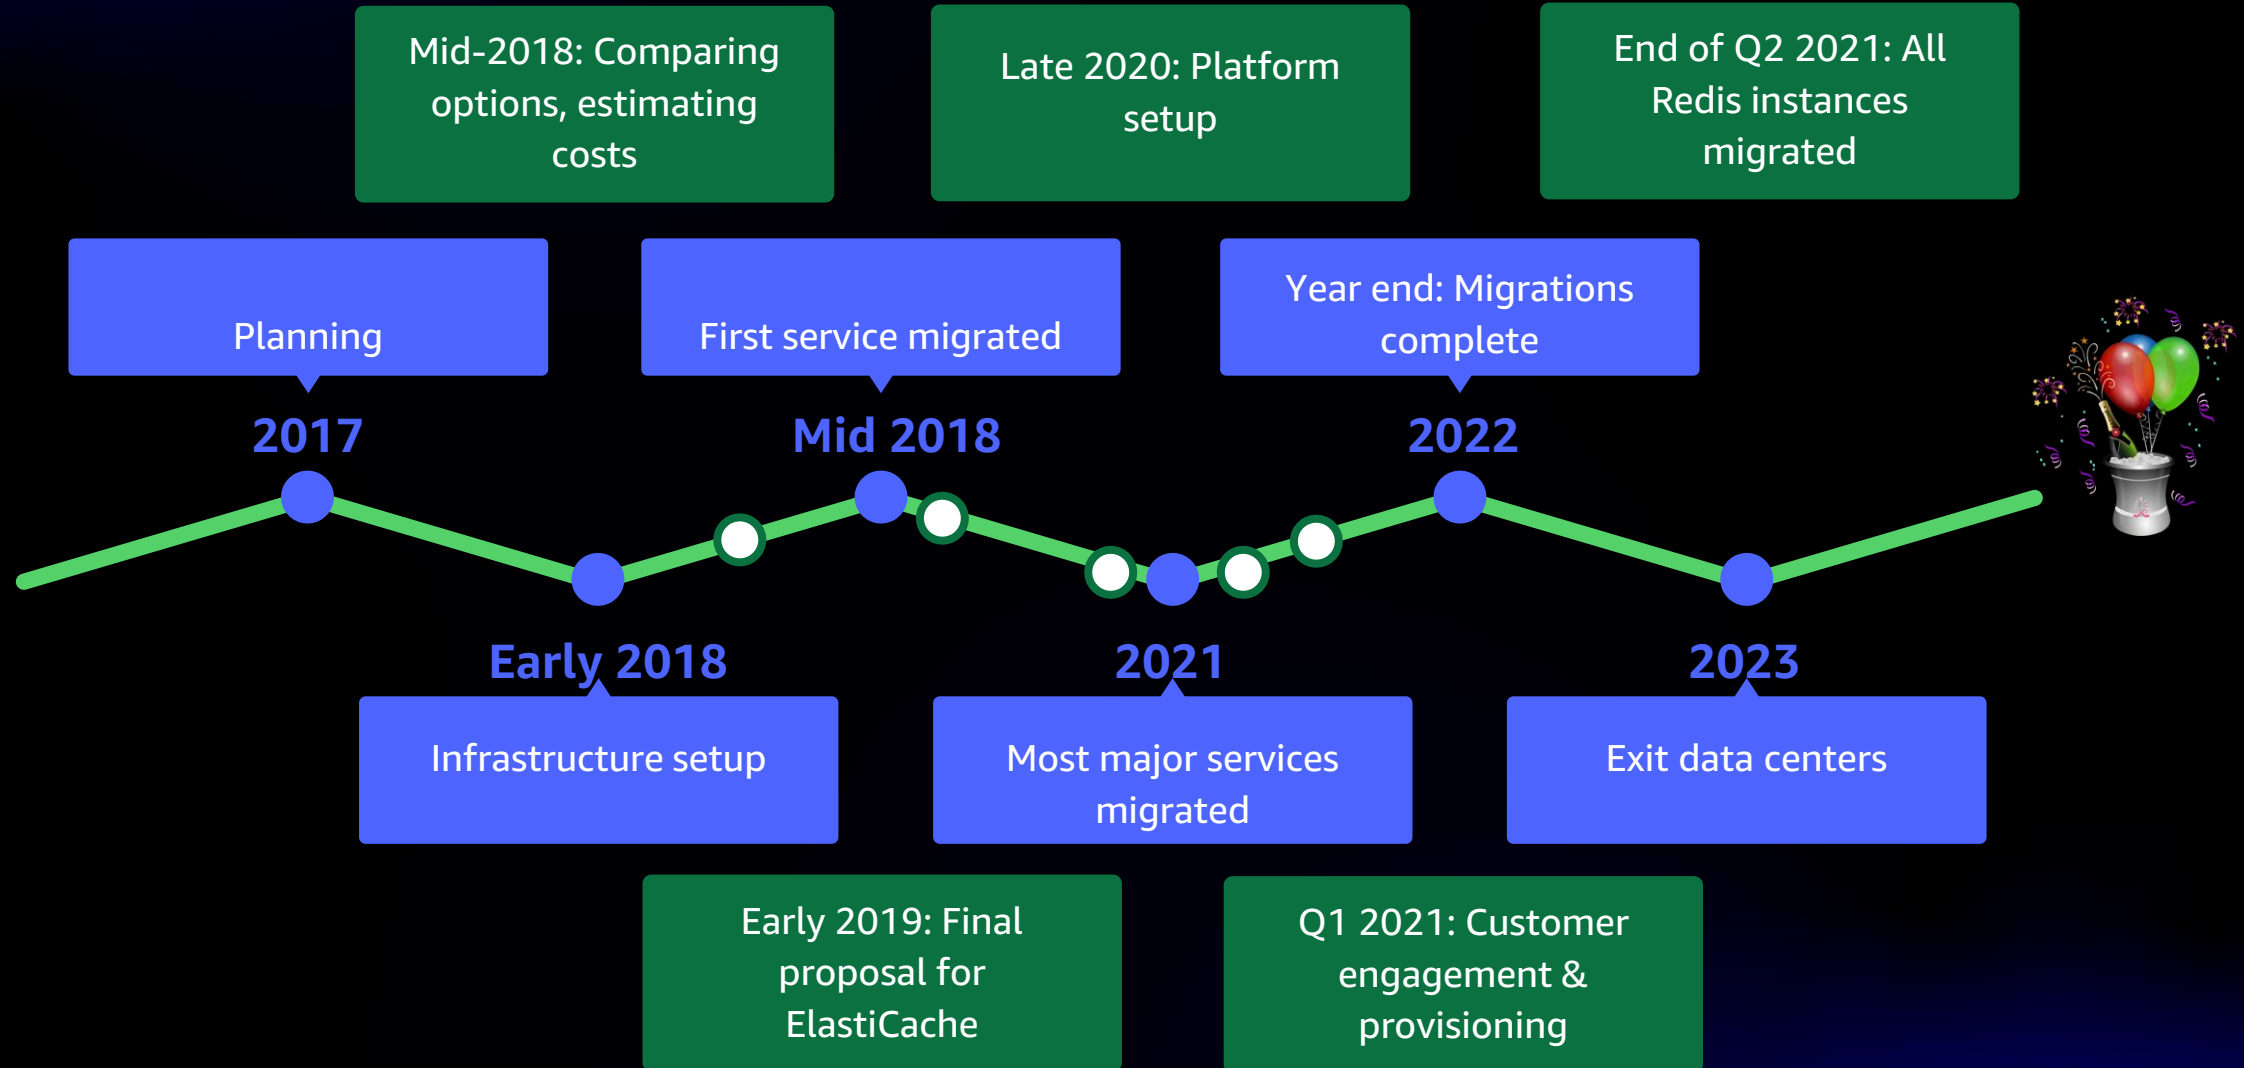 Mid-2018: Comparing
options, estimating
costs
Late 2020: Platform
setup
End of Q2 2021: All
Redis instances
migrated
Planning
First service migrated
Year end: Migrations
complete
2017
Mid 2018
2022
Early 2018
2021
2023
Infrastructure setup
Most major services
migrated
Exit data centers
Early 2019: Final
proposal for
ElastiCache
Q1 2021: Customer
engagement &
provisioning